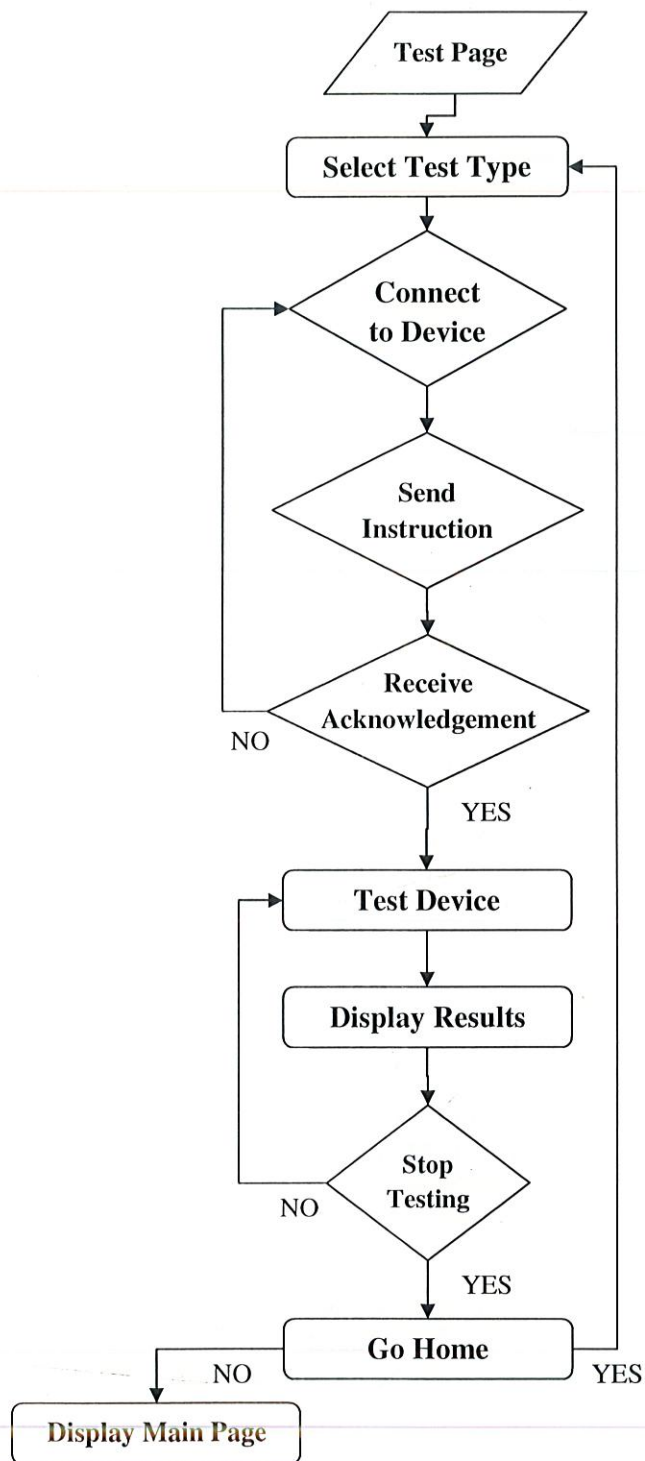 Test Page
Select Test Type
Connect
to Device
Send
Instruction
Receive
Acknowledgement
NO
YES
Test Device
Display Results
Stop
Testing
NO
YES
Go Home
NO
YES
Display Main Page